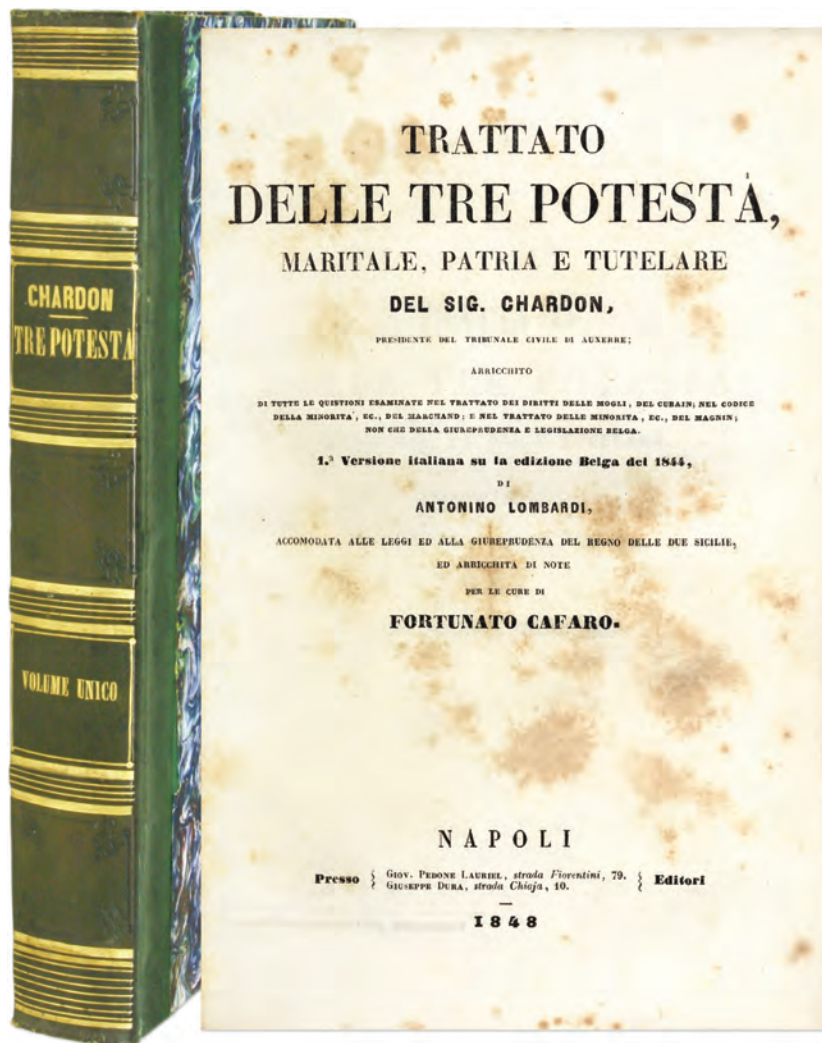 CHARDON
TRE POTESTÀ
VOLUME UNICO
TRATTATO
DELLE TRE POTESTÀ,
MARITALE, PATRIA E TUTELARE
DEL SIG. CHARDON,
PRESIDENTE DEL TRIBUNALE CIVILE DI AUXERRE;
ARRICCHITO
DI TUTTE LE QUISTIONI ESAMINATE NEL TRATTATO DEI DIRITTI DELLE MOGLI, DEL CUBAIN; NEL CODICE
DELLA MINORITA', EC., DEL MARCHAND; E NEL TRATTATO DELLE MINORITA, EC., DEL MAGNIN;
NON CHE DELLA GIUREPRUDENZA E LEGISLAZIONE BELGA.
1.ª Versione italiana su la edizione Belga del 1844,
DI
ANTONINO LOMBARDI,
ACCOMODATA ALLE LEGGI ED ALLA GIUREPRUDENZA DEL REGNO DELLE DUE SICILIE,
ED ARRICCHITA DI NOTE
PER LE CURE DI
FORTUNATO CAFARO.
NAPOLI
Presso { GIOV. PEDONE LAURIEL, strada Fiorentini, 79. } Editori
GIUSEPPE DURA, strada Chiaja, 10.
1848